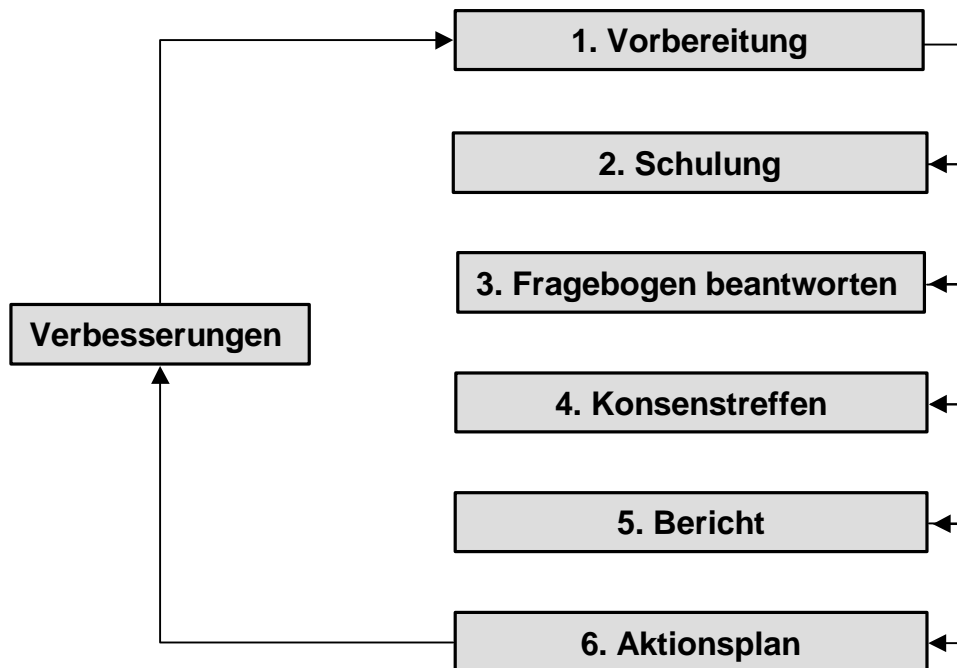 1. Vorbereitung
2. Schulung
3. Fragebogen beantworten
Verbesserungen
4. Konsenstreffen
5. Bericht
6. Aktionsplan